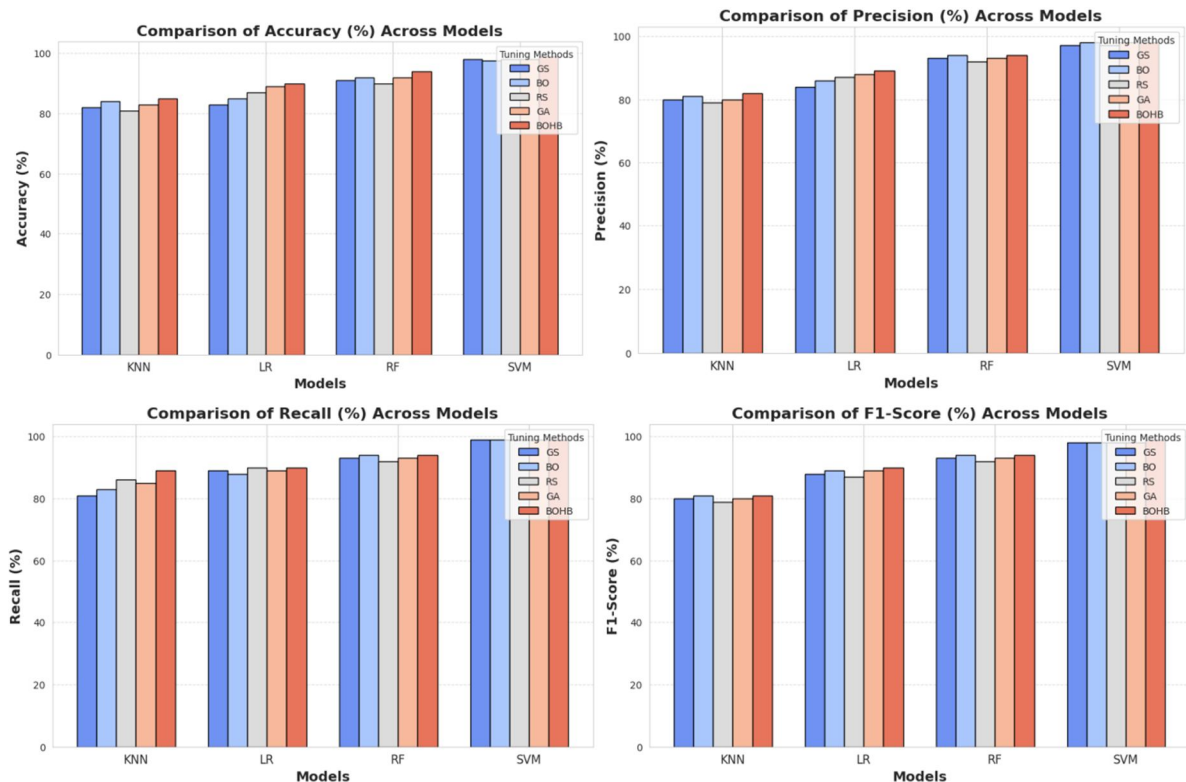 Comparison of Accuracy (%) Across Models
Tuning Methods
GS
BO
RS
GA
BOHB
100
80
60
40
20
0
Accuracy (%)
KNN LR RF SVM
Models
Comparison of Precision (%) Across Models
Tuning Methods
GS
BO
RS
GA
BOHB
100
80
60
40
20
0
Precision (%)
KNN LR RF SVM
Models
Comparison of Recall (%) Across Models
Tuning Methods
GS
BO
RS
GA
BOHB
100
80
60
40
20
0
Recall (%)
KNN LR RF SVM
Models
Comparison of F1-Score (%) Across Models
Tuning Methods
GS
BO
RS
GA
BOHB
100
80
60
40
20
0
F1-Score (%)
KNN LR RF SVM
Models